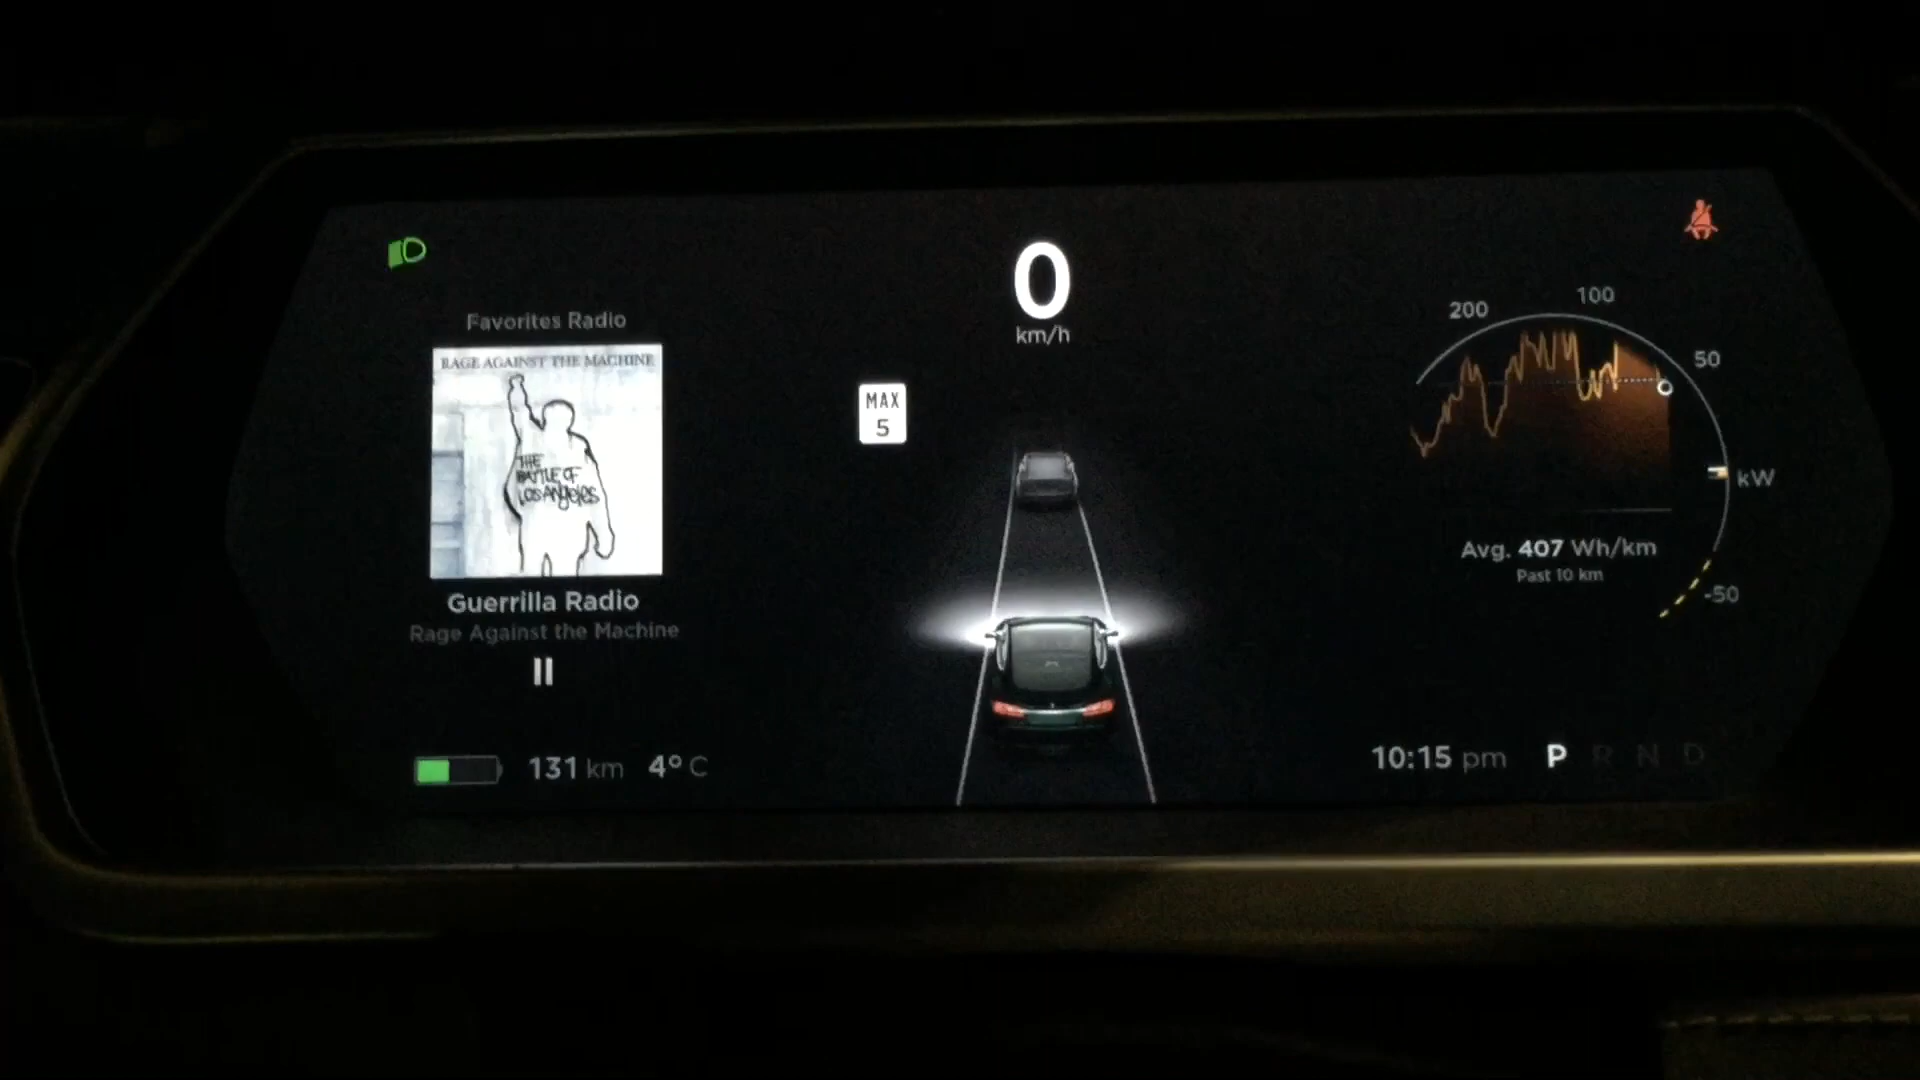 Favorites Radio
RAGE AGAINST THE MACHINE
THE
BATTLE OF
LOS ANgeles
Guerrilla Radio
Rage Against the Machine
131 km 4° C
0
km/h
MAX
5
200
100
50
kW
-50
Avg. 407 Wh/km
Past 10 km
10:15 pm P R N D